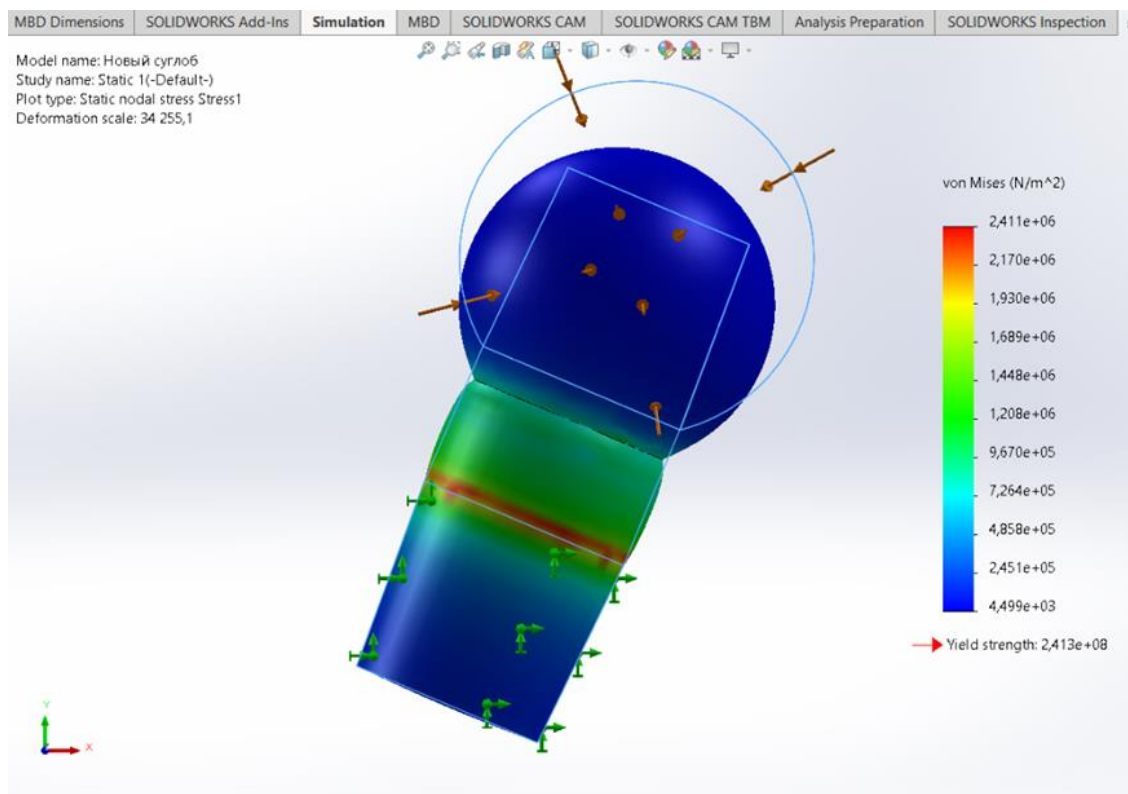 MBD Dimensions SOLIDWORKS Add-Ins Simulation MBD SOLIDWORKS CAM SOLIDWORKS CAM TBM Analysis Preparation SOLIDWORKS Inspection
Model name: Новый суглоб
Study name: Static 1(-Default-)
Plot type: Static nodal stress Stress1
Deformation scale: 34 255,1
von Mises (N/m^2)
2,411e+06
2,170e+06
1,930e+06
1,689e+06
1,448e+06
1,208e+06
9,670e+05
7,264e+05
4,858e+05
2,451e+05
4,499e+03
Yield strength: 2,413e+08
Y
X